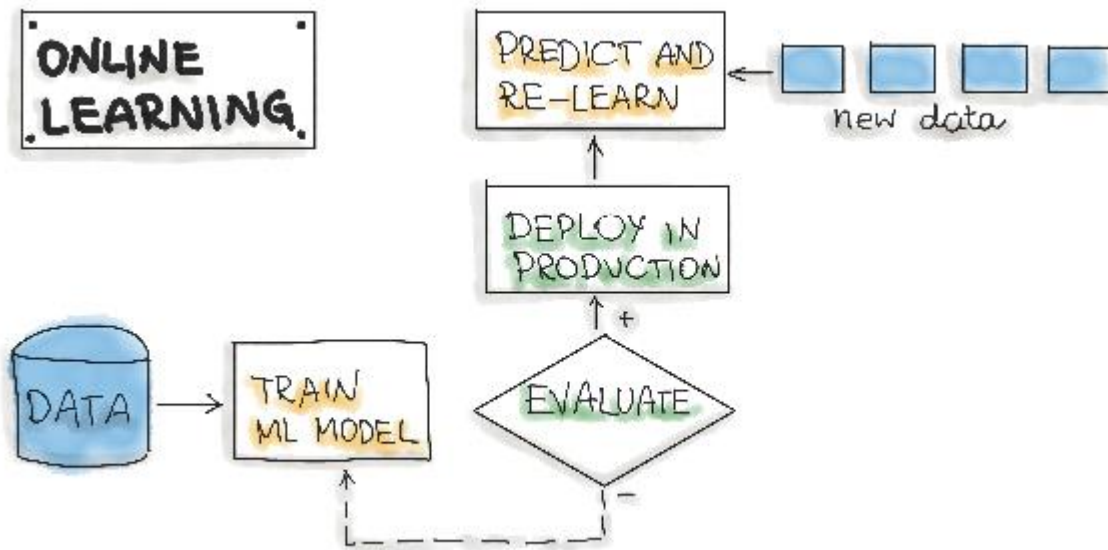 ONLINE
LEARNING
PREDICT AND
RE-LEARN
new data
DEPLOY IN
PRODUCTION
+
EVALUATE
-
DATA
TRAIN
ML MODEL